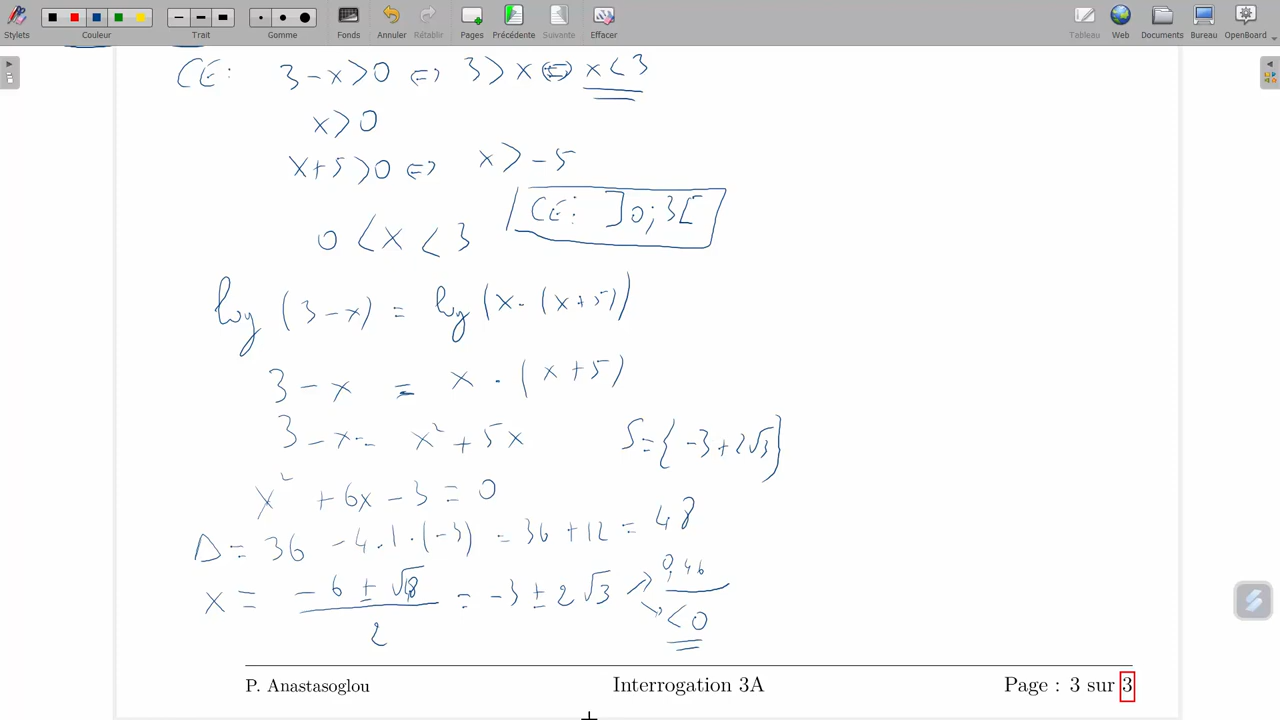 Stylets Couleur Trait Gomme Fonds Annuler Rétablir Pages Précédente Suivante Effacer Tableau Web Documents Bureau OpenBoard
CE: 3-x>0 ⇔ 3>x ⇔ x<3
x>0
x+5>0 ⇔ x>-5
CE: ]0;3[
0<x<3
log (3-x) = log (x·(x+5))
3-x = x·(x+5)
3-x = x²+5x
S={-3+2√3}
x²+6x-3=0
Δ=36-4·1·(-3)=36+12=48
x = (-6±√48)/2 = -3±2√3
0,46
<0
P. Anastasoglou Interrogation 3A Page : 3 sur 3